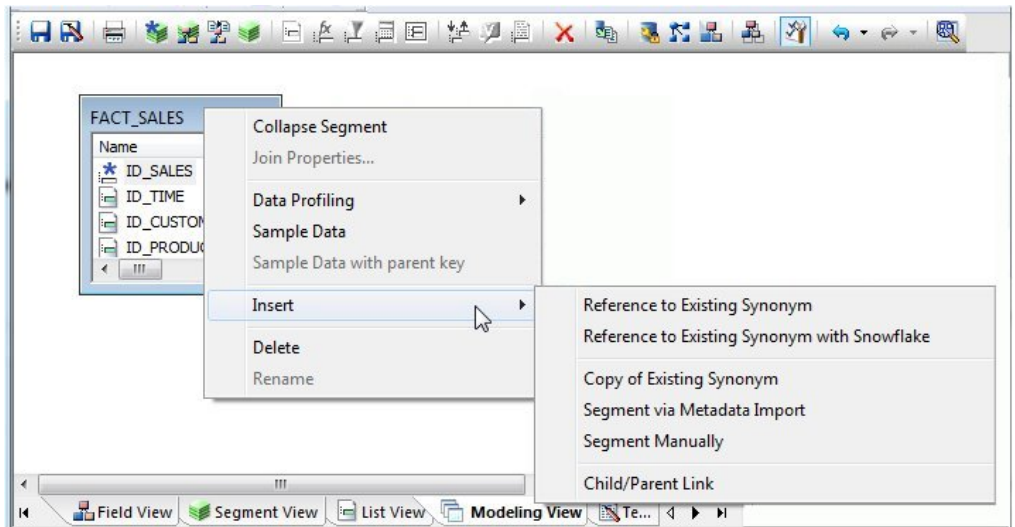 FACT_SALES
Name
ID_SALES
ID_TIME
ID_CUSTOM
ID_PRODUC
Collapse Segment
Join Properties...
Data Profiling
Sample Data
Sample Data with parent key
Insert
Delete
Rename
Reference to Existing Synonym
Reference to Existing Synonym with Snowflake
Copy of Existing Synonym
Segment via Metadata Import
Segment Manually
Child/Parent Link
Field View Segment View List View Modeling View Te...